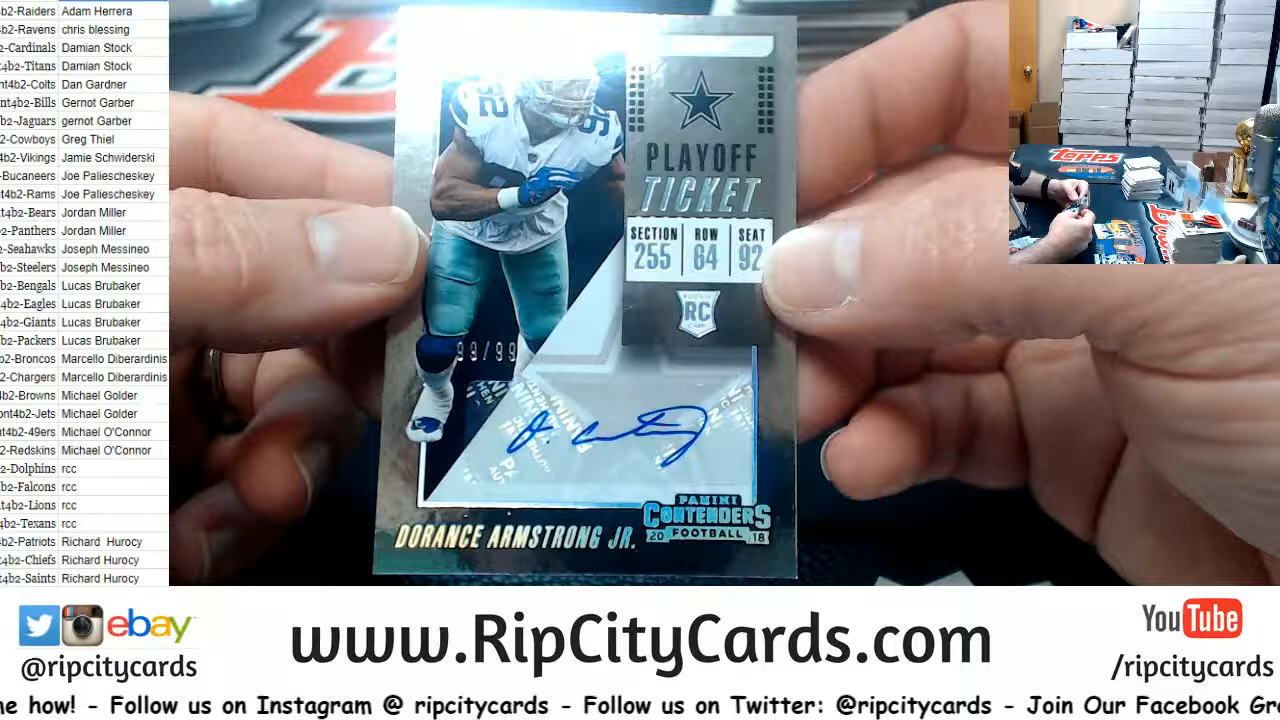 b2-Raiders Adam Herrera
b2-Ravens chris blessing
2-Cardinals Damian Stock
4b2-Titans Damian Stock
nt4b2-Colts Dan Gardner
nt4b2-Bills Gernot Garber
b2-Jaguars gernot Garber
2-Cowboys Greg Thiel
4b2-Vikings Jamie Schwiderski
-Bucaneers Joe Paliescheskey
t4b2-Rams Joe Paliescheskey
t4b2-Bears Jordan Miller
b2-Panthers Jordan Miller
2-Seahawks Joseph Messineo
b2-Steelers Joseph Messineo
b2-Bengals Lucas Brubaker
4b2-Eagles Lucas Brubaker
4b2-Giants Lucas Brubaker
b2-Packers Lucas Brubaker
b2-Broncos Marcello Diberardinis
2-Chargers Marcello Diberardinis
4b2-Browns Michael Golder
ont4b2-Jets Michael Golder
nt4b2-49ers Michael O'Connor
2-Redskins Michael O'Connor
2-Dolphins rcc
b2-Falcons rcc
t4b2-Lions rcc
4b2-Texans rcc
4b2-Patriots Richard Hurocy
4b2-Chiefs Richard Hurocy
t4b2-Saints Richard Hurocy
92
PLAYOFF
TICKET
SECTION ROW SEAT
255 64 92
RC
99/99
PANINI
CONTENDERS
20 FOOTBALL 18
DORANCE ARMSTRONG JR.
TOPPS
ebay
@ripcitycards
www.RipCityCards.com
YouTube
/ripcitycards
ne how! - Follow us on Instagram @ ripcitycards - Follow us on Twitter: @ripcitycards - Join Our Facebook Gr